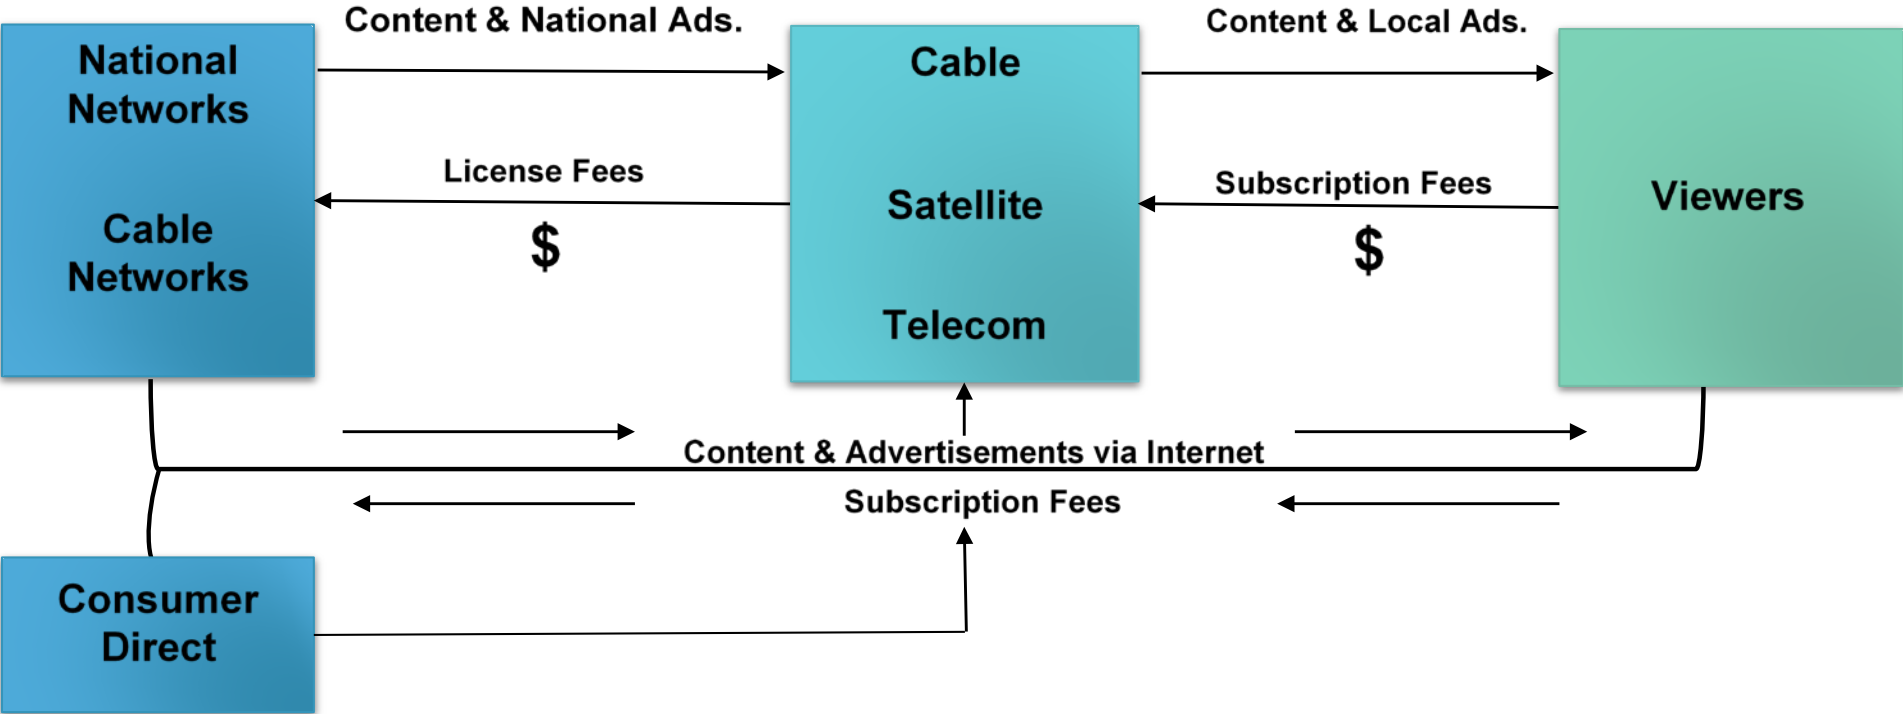 Content & National Ads.
Content & Local Ads.
National
Networks
Cable
Networks
License Fees
$
Cable
Satellite
Telecom
Subscription Fees
$
Viewers
Content & Advertisements via Internet
Subscription Fees
Consumer
Direct